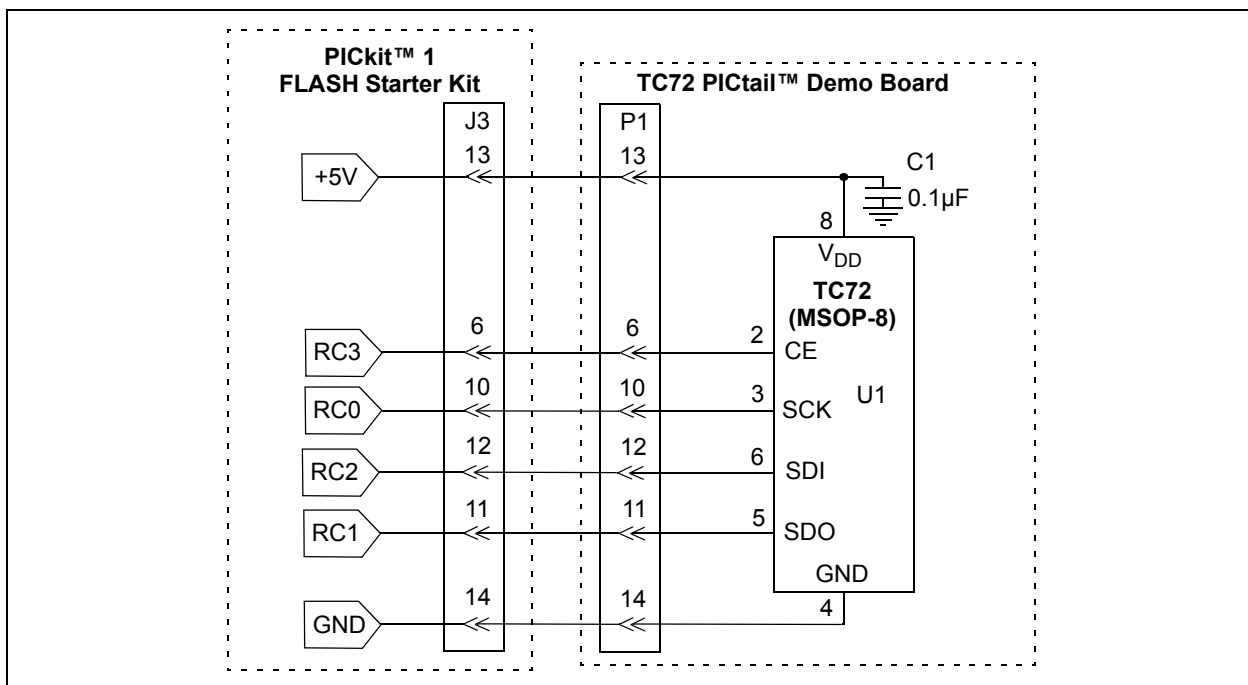 PICkit™ 1
FLASH Starter Kit
TC72 PICtail™ Demo Board
J3
P1
+5V
13
13
C1
0.1µF
8
VDD
TC72
(MSOP-8)
RC3
6
6
2
CE
RC0
10
10
3
SCK
U1
RC2
12
12
6
SDI
RC1
11
11
5
SDO
GND
GND
14
14
4